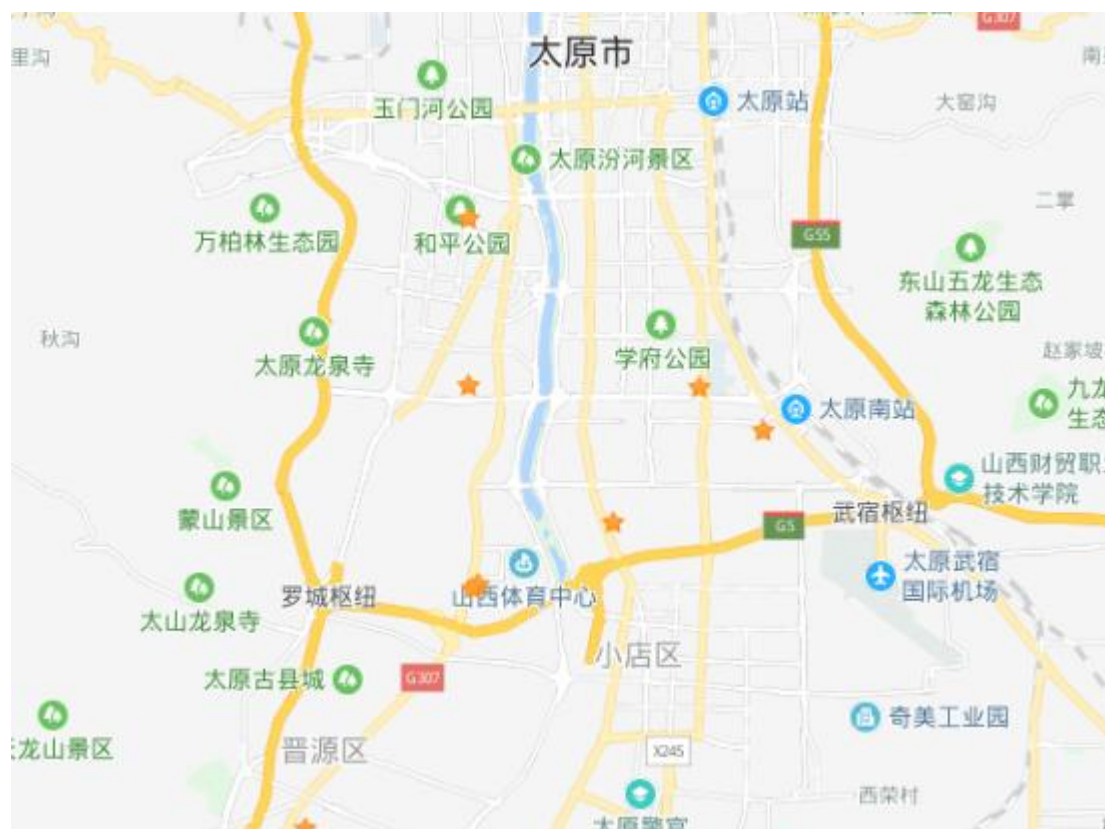 G307
里沟
太原市
太原站
大窑沟
玉门河公园
太原汾河景区
二掌
万柏林生态园
和平公园
G55
东山五龙生态
森林公园
秋沟
太原龙泉寺
学府公园
赵家坡
太原南站
九龙
生态
山西财贸职
技术学院
蒙山景区
G5
武宿枢纽
太原武宿
国际机场
罗城枢纽
山西体育中心
太山龙泉寺
小店区
太原古县城
G307
龙山景区
晋源区
奇美工业园
X245
西荣村